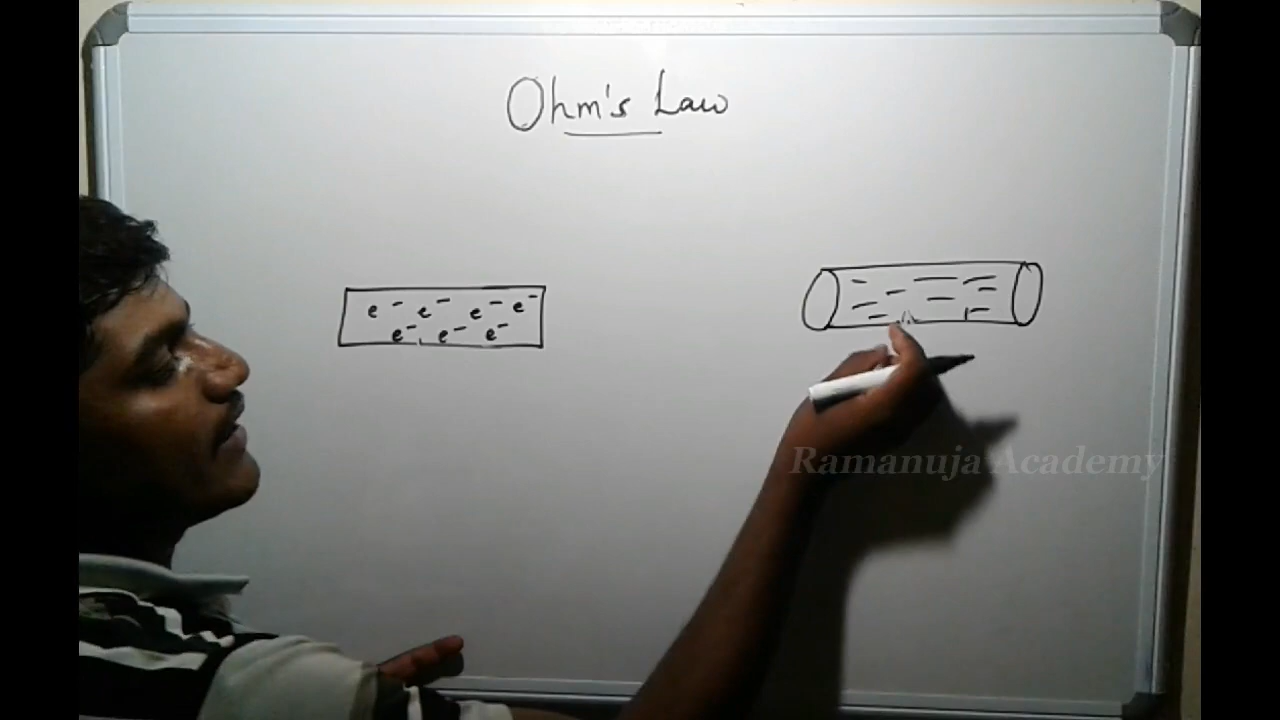 Ohm's Law
e⁻ e⁻ e⁻ e⁻
e⁻ e⁻ e⁻
Ramanuja Academy